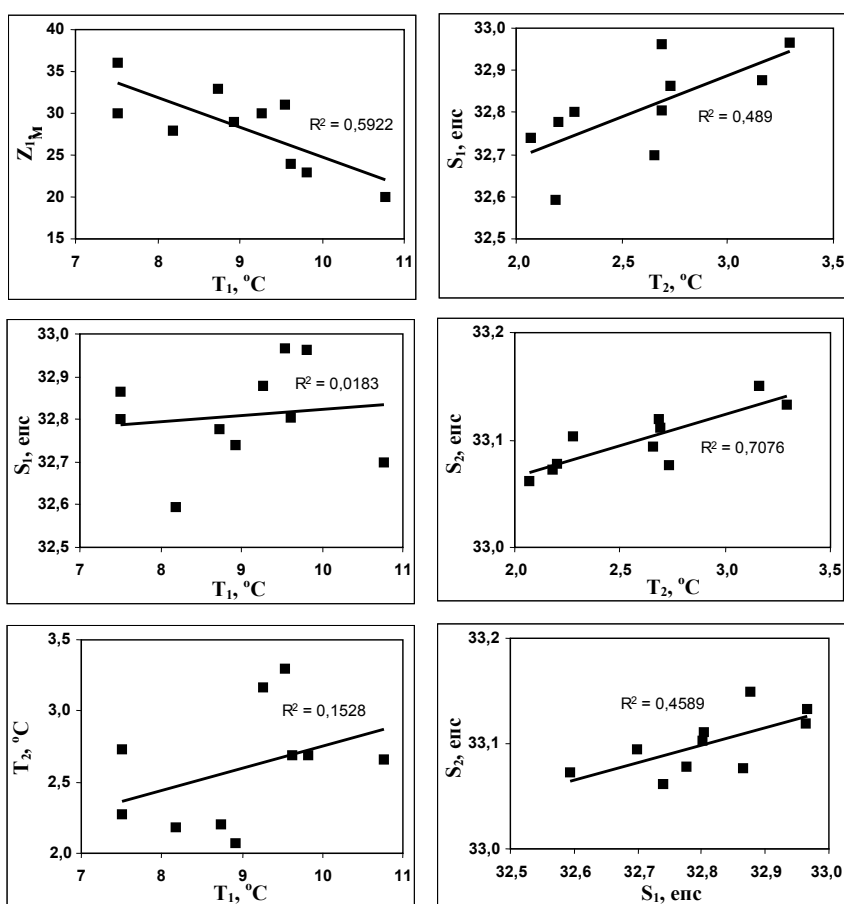 Z₁, м
40
35
30
25
20
15
R² = 0,5922
7 8 9 10 11
T₁, °C
S₁, епс
33,0
32,9
32,8
32,7
32,6
32,5
R² = 0,489
2,0 2,5 3,0 3,5
T₂, °C
S₁, епс
33,0
32,9
32,8
32,7
32,6
32,5
R² = 0,0183
7 8 9 10 11
T₁, °C
S₂, епс
33,2
33,1
33,0
R² = 0,7076
2,0 2,5 3,0 3,5
T₂, °C
T₂, °C
3,5
3,0
2,5
2,0
R² = 0,1528
7 8 9 10 11
T₁, °C
S₂, епс
33,2
33,1
33,0
R² = 0,4589
32,5 32,6 32,7 32,8 32,9 33,0
S₁, епс